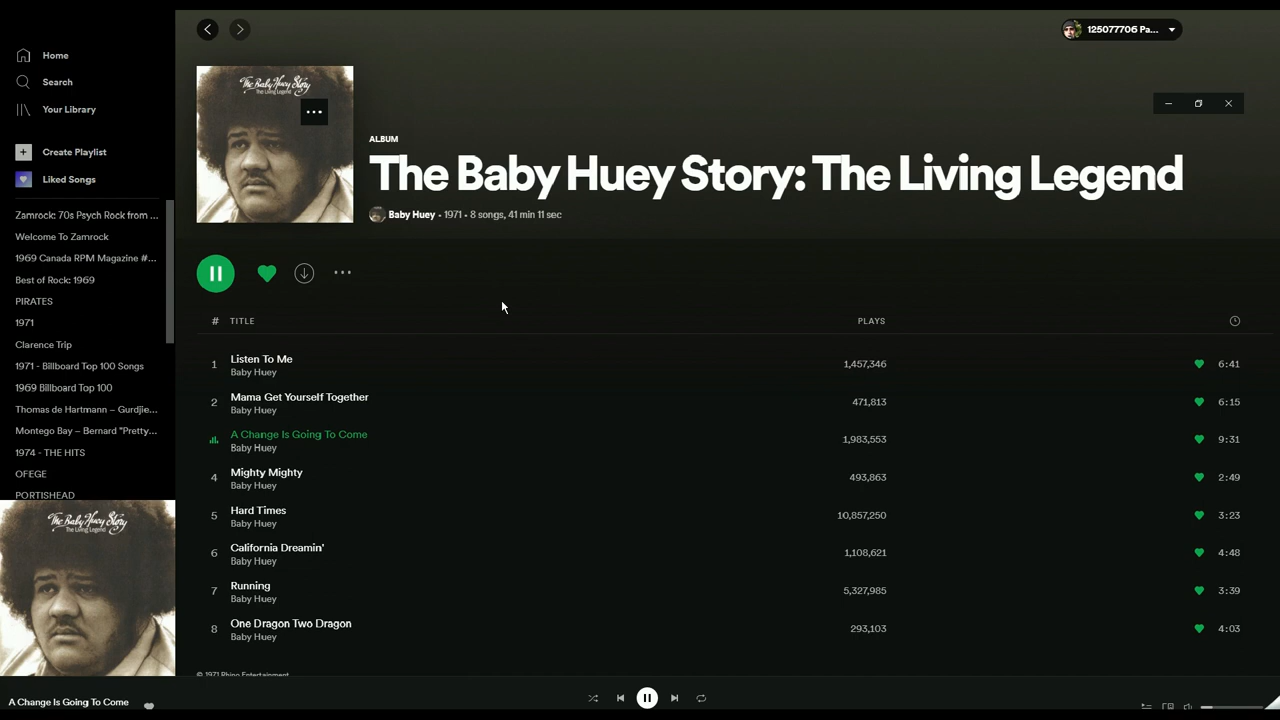 Home
Search
Your Library
Create Playlist
Liked Songs
Zamrock: 70s Psych Rock from ...
Welcome To Zamrock
1969 Canada RPM Magazine #...
Best of Rock: 1969
PIRATES
1971
Clarence Trip
1971 - Billboard Top 100 Songs
1969 Billboard Top 100
Thomas de Hartmann – Gurdjie...
Montego Bay – Bernard "Pretty...
1974 - THE HITS
OFEGE
PORTISHEAD
The Baby Huey Story
The Living Legend
A Change Is Going To Come
125077706 Pa...
The Baby Huey Story
The Living Legend
ALBUM
The Baby Huey Story: The Living Legend
Baby Huey • 1971 • 8 songs, 41 min 11 sec
# TITLE PLAYS
1 Listen To Me 1,457,346 6:41
Baby Huey
2 Mama Get Yourself Together 471,813 6:15
Baby Huey
A Change Is Going To Come 1,983,553 9:31
Baby Huey
4 Mighty Mighty 493,863 2:49
Baby Huey
5 Hard Times 10,857,250 3:23
Baby Huey
6 California Dreamin' 1,108,621 4:48
Baby Huey
7 Running 5,327,985 3:39
Baby Huey
8 One Dragon Two Dragon 293,103 4:03
Baby Huey
© 1971 Rhino Entertainment